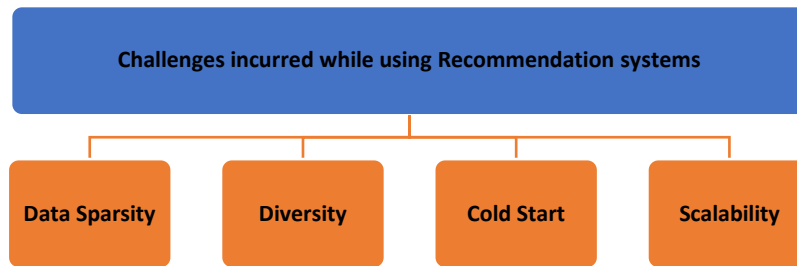 Challenges incurred while using Recommendation systems
Data Sparsity
Diversity
Cold Start
Scalability